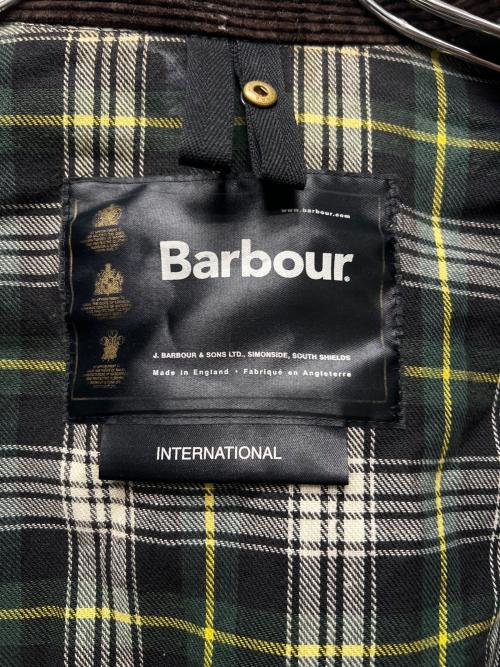 www.barbour.com
Barbour®
J. BARBOUR & SONS LTD., SIMONSIDE, SOUTH SHIELDS
Made in England • Fabriqué en Angleterre
INTERNATIONAL